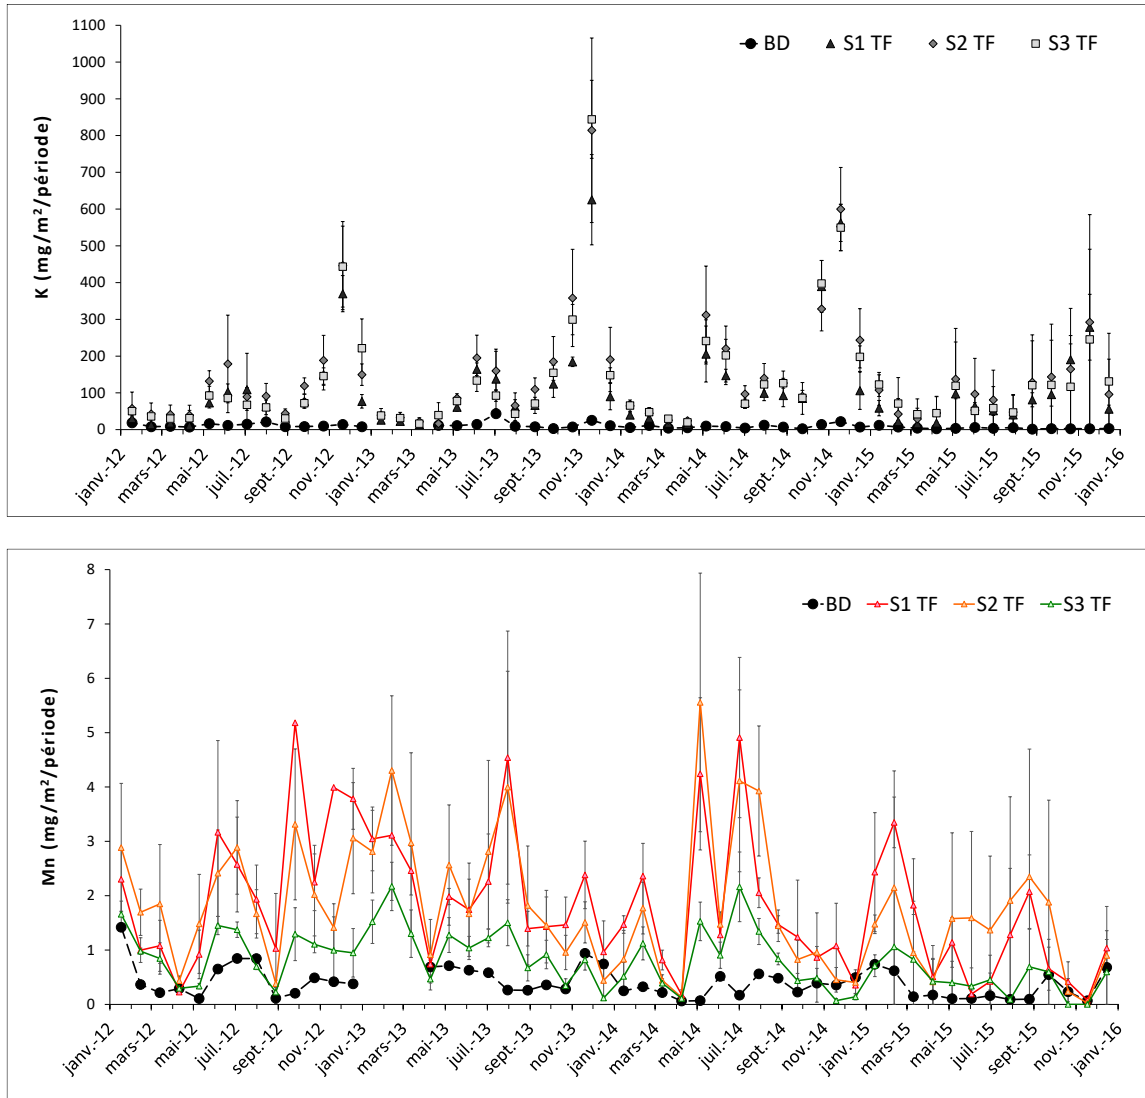 1100
1000
900
800
700
600
500
400
300
200
100
0
K (mg/m²/période)
BD
S1 TF
S2 TF
S3 TF
janv.-12
mars-12
mai-12
juil.-12
sept.-12
nov.-12
janv.-13
mars-13
mai-13
juil.-13
sept.-13
nov.-13
janv.-14
mars-14
mai-14
juil.-14
sept.-14
nov.-14
janv.-15
mars-15
mai-15
juil.-15
sept.-15
nov.-15
janv.-16
8
7
6
5
4
3
2
1
0
Mn (mg/m²/période)
BD
S1 TF
S2 TF
S3 TF
janv.-12
mars-12
mai-12
juil.-12
sept.-12
nov.-12
janv.-13
mars-13
mai-13
juil.-13
sept.-13
nov.-13
janv.-14
mars-14
mai-14
juil.-14
sept.-14
nov.-14
janv.-15
mars-15
mai-15
juil.-15
sept.-15
nov.-15
janv.-16